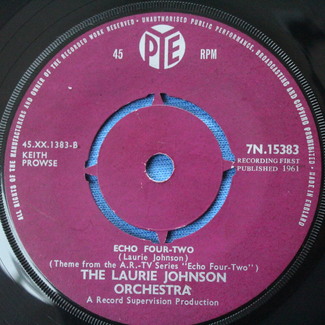 ALL RIGHTS OF THE MANUFACTURERS AND OF THE OWNER OF THE RECORDED WORK RESERVED • UNAUTHORISED PUBLIC PERFORMANCE, BROADCASTING AND COPYING PROHIBITED • MADE IN ENGLAND
PYE
45
RPM
45.XX.1383-B
KEITH
PROWSE
7N.15383
RECORDING FIRST
PUBLISHED 1961
ECHO FOUR-TWO
(Laurie Johnson)
(Theme from the A.R.-TV Series "Echo Four-Two")
THE LAURIE JOHNSON
ORCHESTRA
A Record Supervision Production